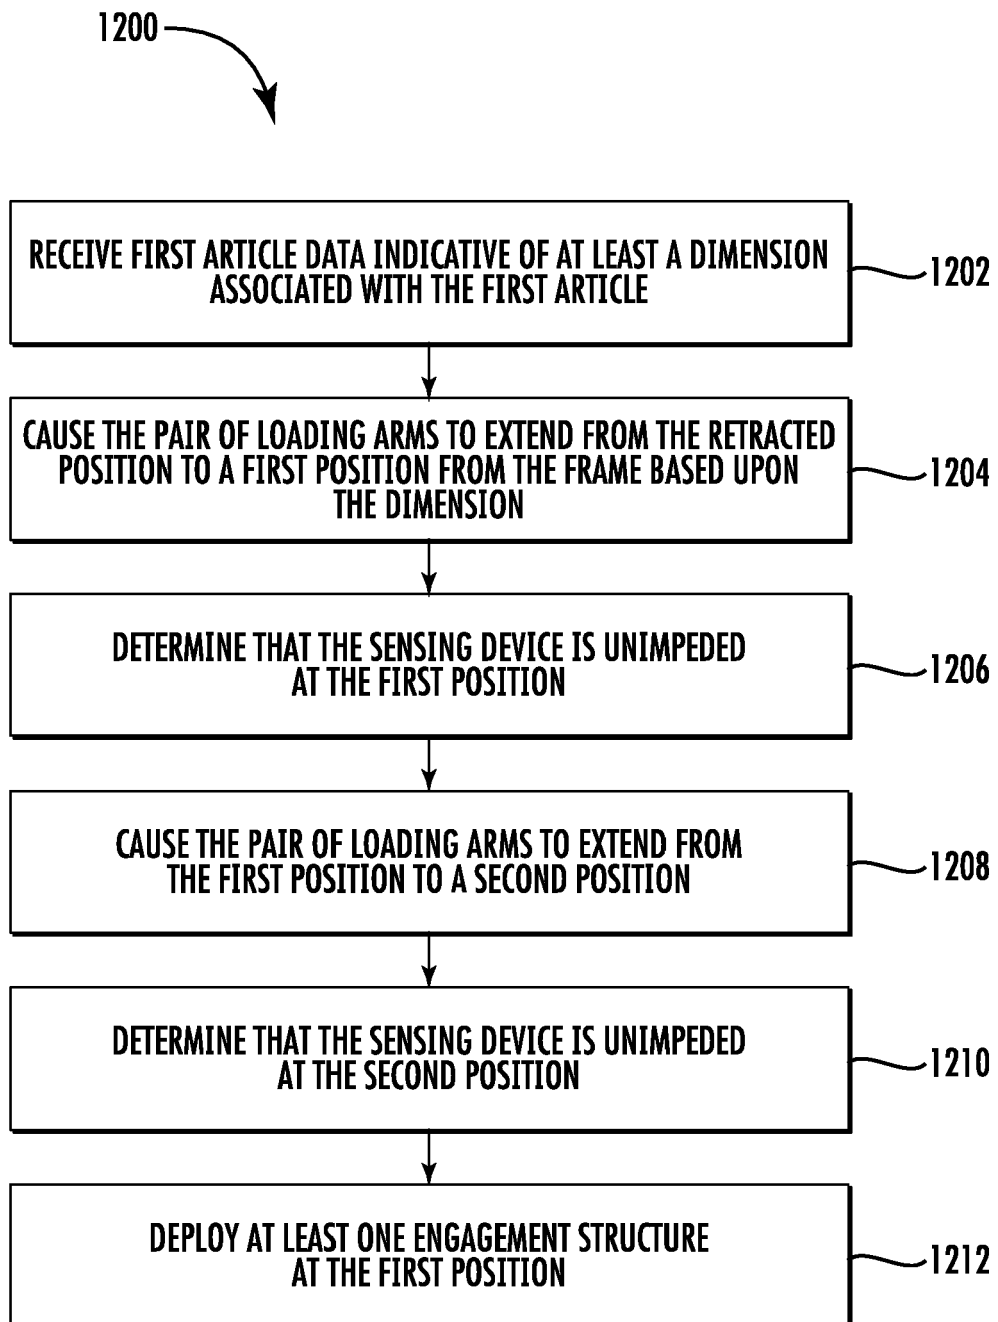 1200
RECEIVE FIRST ARTICLE DATA INDICATIVE OF AT LEAST A DIMENSION
ASSOCIATED WITH THE FIRST ARTICLE
1202
CAUSE THE PAIR OF LOADING ARMS TO EXTEND FROM THE RETRACTED
POSITION TO A FIRST POSITION FROM THE FRAME BASED UPON
THE DIMENSION
1204
DETERMINE THAT THE SENSING DEVICE IS UNIMPEDED
AT THE FIRST POSITION
1206
CAUSE THE PAIR OF LOADING ARMS TO EXTEND FROM
THE FIRST POSITION TO A SECOND POSITION
1208
DETERMINE THAT THE SENSING DEVICE IS UNIMPEDED
AT THE SECOND POSITION
1210
DEPLOY AT LEAST ONE ENGAGEMENT STRUCTURE
AT THE FIRST POSITION
1212